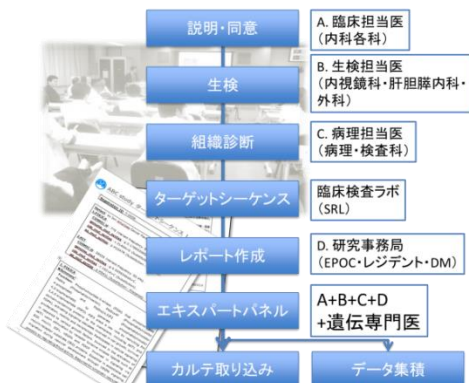 説明・同意
A. 臨床担当医
(内科各科)
生検
B. 生検担当医
(内視鏡科・肝胆膵内科・
外科)
組織診断
C. 病理担当医
(病理・検査科)
ターゲットシーケンス
臨床検査ラボ
(SRL)
レポート作成
D. 研究事務局
(EPOC・レジデント・DM)
エキスパートパネル
A+B+C+D
+遺伝専門医
カルテ取り込み
データ集積
ABC study